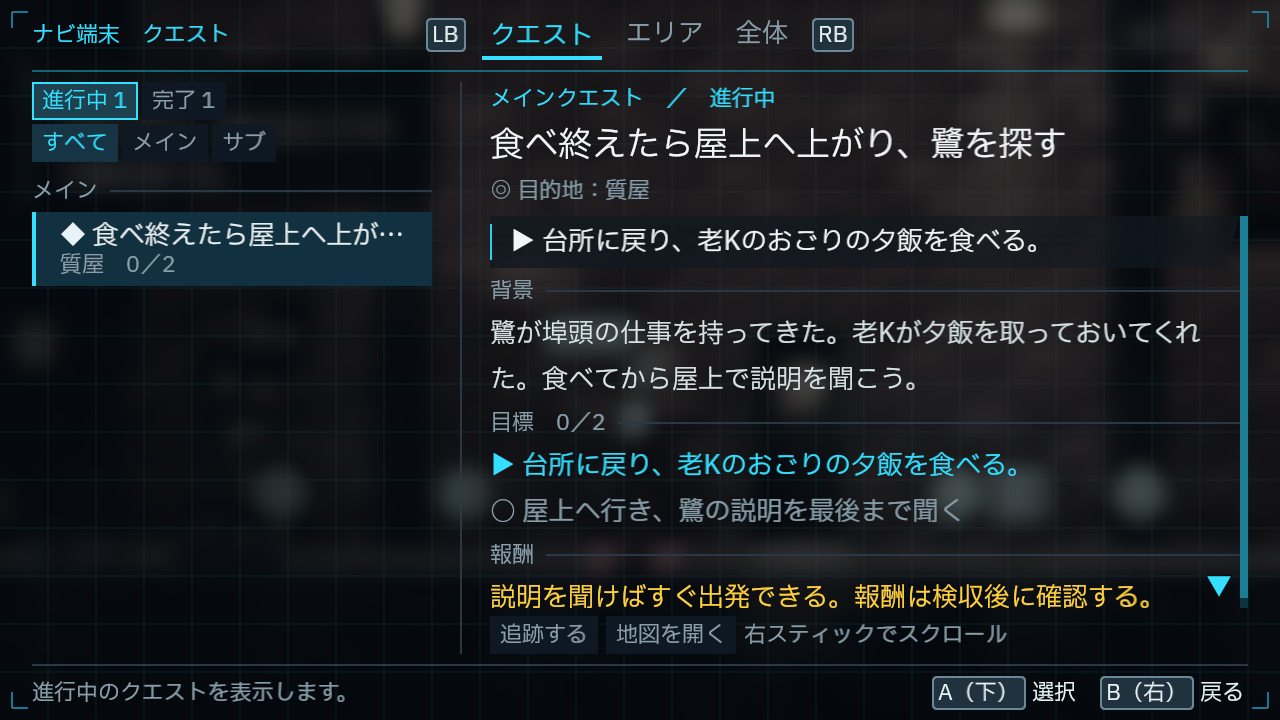 ナビ端末 クエスト
LB クエスト エリア 全体 RB
進行中 1 完了 1
すべて メイン サブ
メイン
◆ 食べ終えたら屋上へ上が…
質屋 0／2
メインクエスト ／ 進行中
食べ終えたら屋上へ上がり、鷺を探す
◎ 目的地：質屋
▶ 台所に戻り、老Kのおごりの夕飯を食べる。
背景
鷺が埠頭の仕事を持ってきた。老Kが夕飯を取っておいてくれ
た。食べてから屋上で説明を聞こう。
目標 0／2
▶ 台所に戻り、老Kのおごりの夕飯を食べる。
○ 屋上へ行き、鷺の説明を最後まで聞く
報酬
説明を聞けばすぐ出発できる。報酬は検収後に確認する。
▼
追跡する 地図を開く 右スティックでスクロール
進行中のクエストを表示します。
A（下） 選択 B（右） 戻る